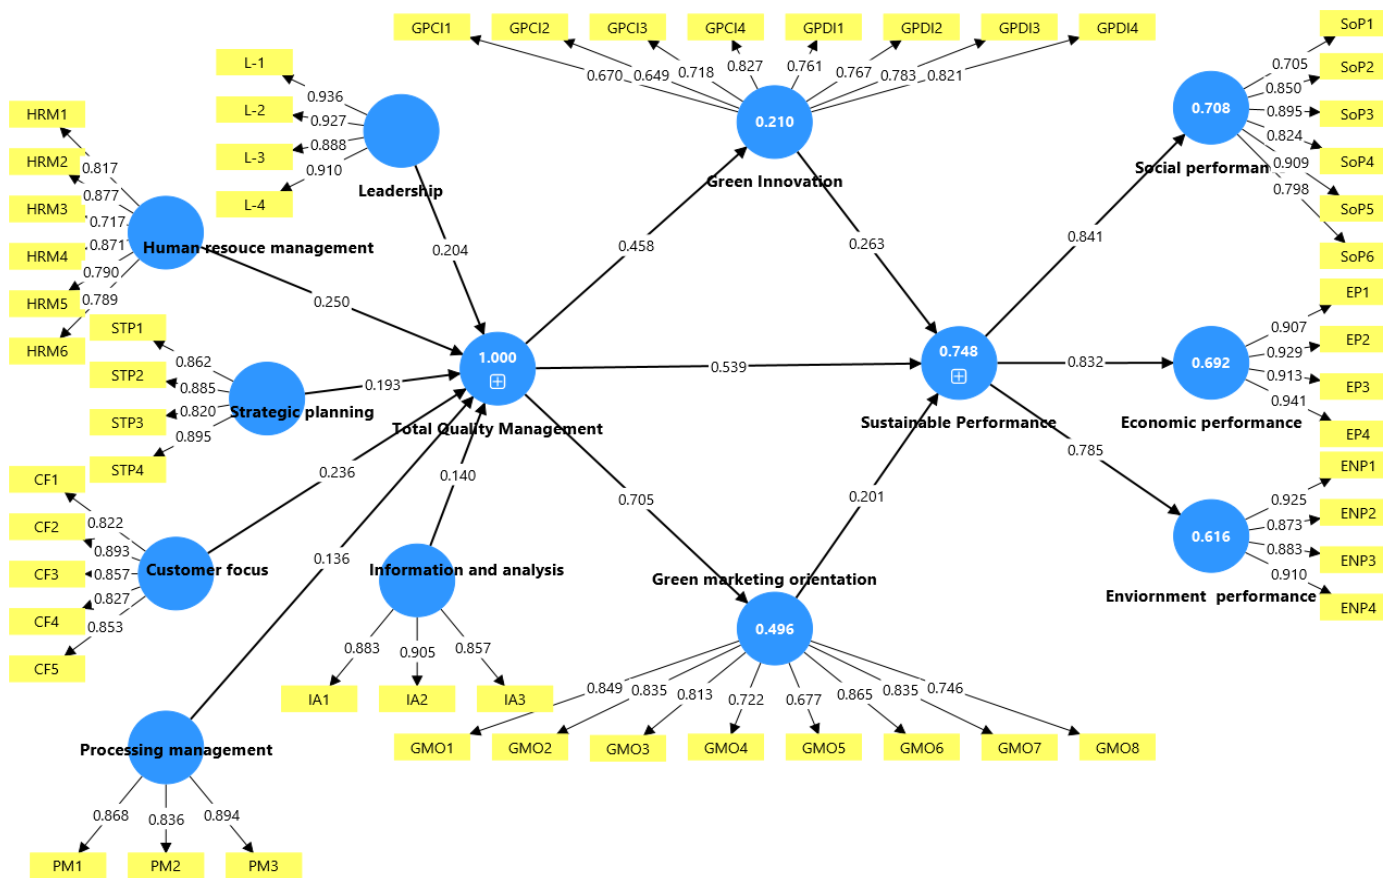 GPCI1 GPCI2 GPCI3 GPCI4 GPDI1 GPDI2 GPDI3 GPDI4
0.670 0.649 0.718 0.827 0.761 0.767 0.783 0.821
0.210
Green Innovation
L-1
L-2
L-3
L-4
0.936
0.927
0.888
0.910
Leadership
HRM1
HRM2
HRM3
HRM4
HRM5
HRM6
0.817
0.877
0.717
0.871
0.790
0.789
Human resouce management
STP1
STP2
STP3
STP4
0.862
0.885
0.820
0.895
Strategic planning
CF1
CF2
CF3
CF4
CF5
0.822
0.893
0.857
0.827
0.853
Customer focus
Processing management
0.868 0.836 0.894
PM1 PM2 PM3
Information and analysis
0.883 0.905 0.857
IA1 IA2 IA3
0.204
0.250
0.193
0.236
0.136
0.140
1.000
Total Quality Management
0.458
0.539
0.705
0.263
0.201
Green marketing orientation
0.496
0.849 0.835 0.813 0.722 0.677 0.865 0.835 0.746
GMO1 GMO2 GMO3 GMO4 GMO5 GMO6 GMO7 GMO8
0.748
Sustainable Performance
0.841
0.832
0.785
0.708
Social performan
0.705
0.850
0.895
0.824
0.909
0.798
SoP1
SoP2
SoP3
SoP4
SoP5
SoP6
0.692
Economic performance
0.907
0.929
0.913
0.941
EP1
EP2
EP3
EP4
0.616
Enviornment performance
0.925
0.873
0.883
0.910
ENP1
ENP2
ENP3
ENP4